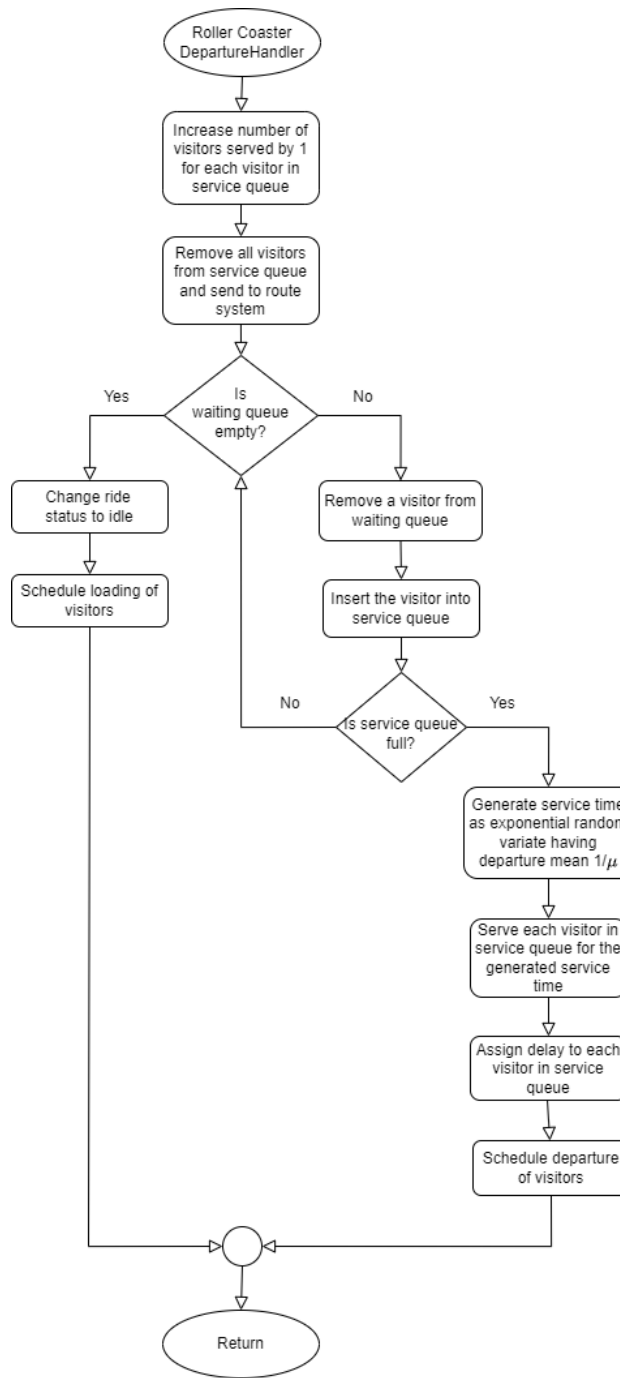 Roller Coaster
DepartureHandler
Increase number of
visitors served by 1
for each visitor in
service queue
Remove all visitors
from service queue
and send to route
system
Is
waiting queue
empty?
Yes
No
Change ride
status to idle
Remove a visitor from
waiting queue
Schedule loading of
visitors
Insert the visitor into
service queue
Is service queue
full?
No
Yes
Generate service time
as exponential random
variate having
departure mean 1/μ
Serve each visitor in
service queue for the
generated service
time
Assign delay to each
visitor in service
queue
Schedule departure
of visitors
Return